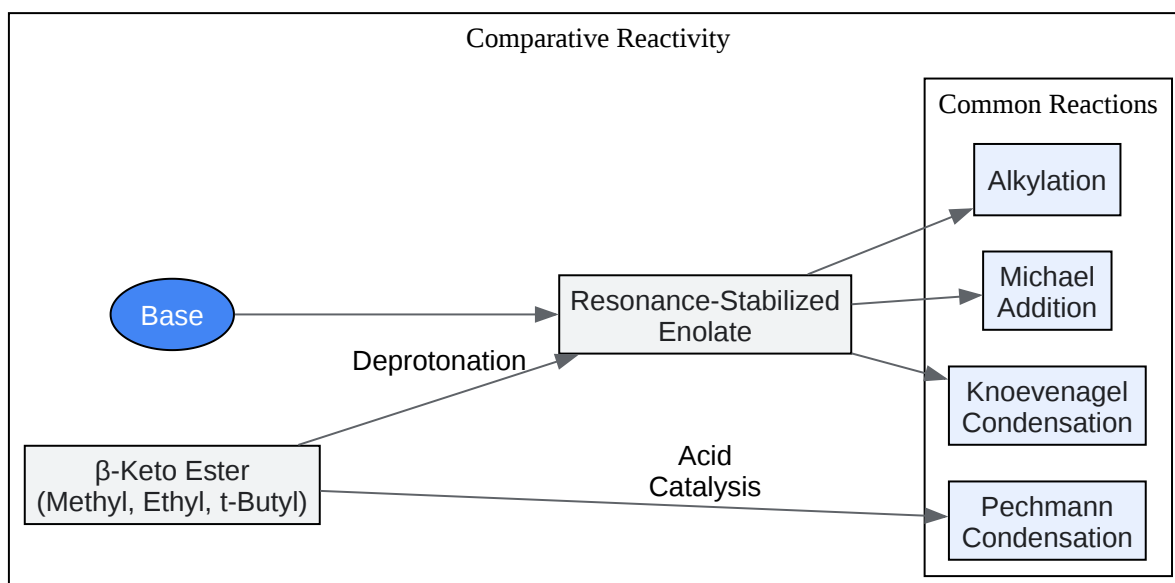 Comparative Reactivity
Common Reactions
Alkylation
Michael
Addition
Base
Resonance-Stabilized
Enolate
Deprotonation
Knoevenagel
Condensation
β-Keto Ester
(Methyl, Ethyl, t-Butyl)
Acid
Catalysis
Pechmann
Condensation